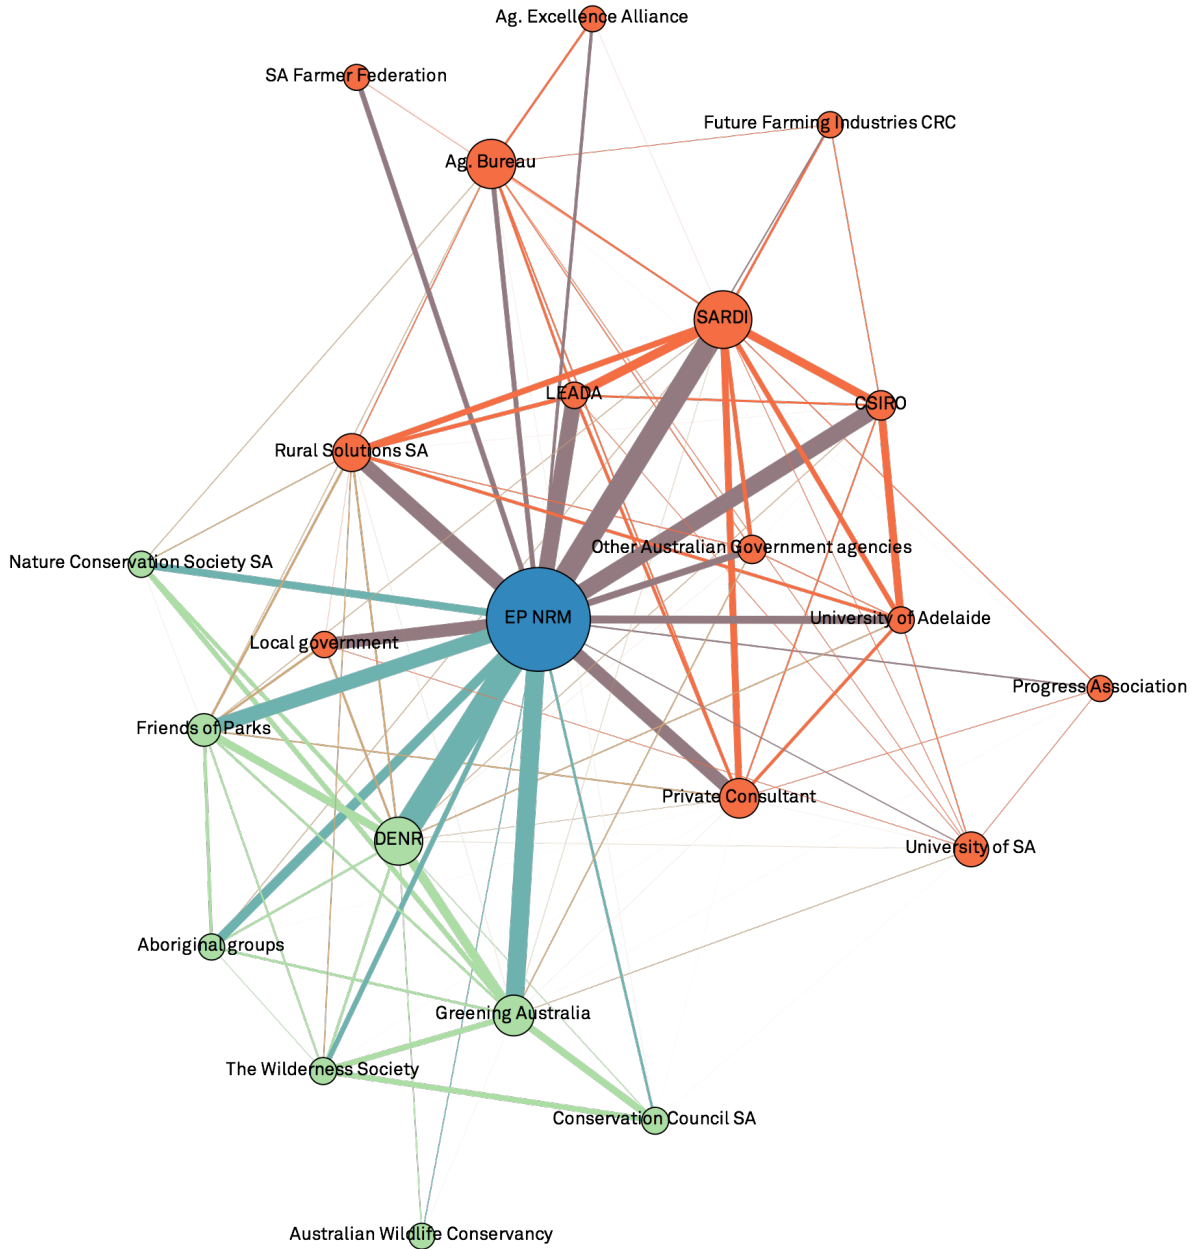 Ag. Excellence Alliance
SA Farmer Federation
Future Farming Industries CRC
Ag. Bureau
SARDI
LEADA
CSIRO
Rural Solutions SA
Other Australian Government agencies
Nature Conservation Society SA
EP NRM
University of Adelaide
Local government
Progress Association
Friends of Parks
Private Consultant
DENR
University of SA
Aboriginal groups
Greening Australia
The Wilderness Society
Conservation Council SA
Australian Wildlife Conservancy